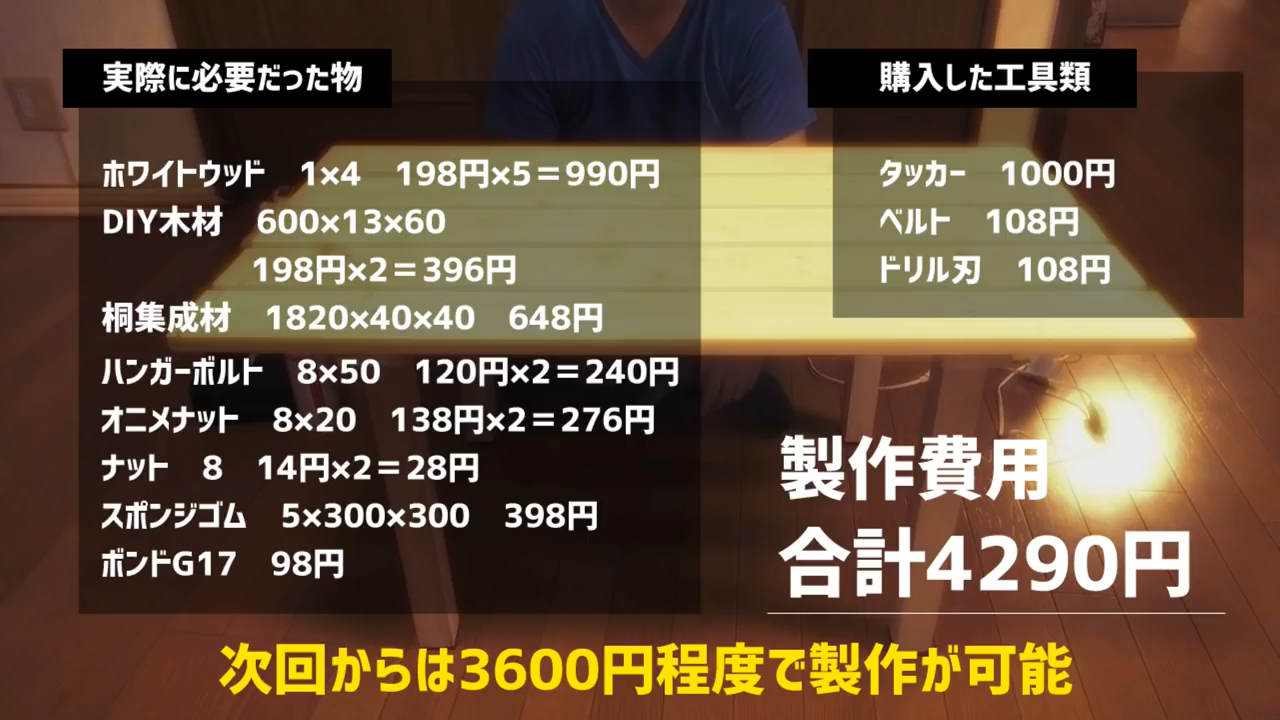 実際に必要だった物
ホワイトウッド　1×4　198円×5＝990円
DIY木材　600×13×60
198円×2＝396円
桐集成材　1820×40×40　648円
ハンガーボルト　8×50　120円×2＝240円
オニメナット　8×20　138円×2＝276円
ナット　8　14円×2＝28円
スポンジゴム　5×300×300　398円
ボンドG17　98円
購入した工具類
タッカー　1000円
ベルト　108円
ドリル刃　108円
製作費用
合計4290円
次回からは3600円程度で製作が可能